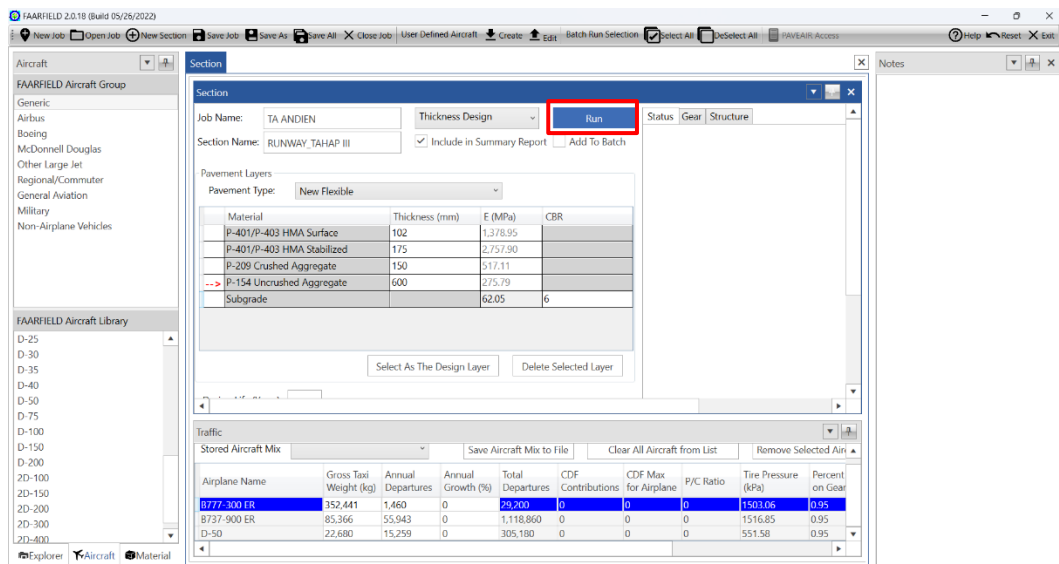 FAARFIELD 2.0.18 (Build 05/26/2022)
New Job Open Job New Section Save Job Save As Save All X Close Job User Defined Aircraft Create Edit Batch Run Selection Select All DeSelect All PAVEAIR Access Help Reset X Exit
Aircraft
FAARFIELD Aircraft Group
Generic
Airbus
Boeing
McDonnell Douglas
Other Large Jet
Regional/Commuter
General Aviation
Military
Non-Airplane Vehicles
FAARFIELD Aircraft Library
D-25
D-30
D-35
D-40
D-50
D-75
D-100
D-150
D-200
2D-100
2D-150
2D-200
2D-300
2D-400
Explorer Aircraft Material
Section
Section
Job Name: TA ANDIEN Thickness Design Run
Section Name: RUNWAY_TAHAP III Include in Summary Report Add To Batch
Pavement Layers
Pavement Type: New Flexible
Material Thickness (mm) E (MPa) CBR
P-401/P-403 HMA Surface 102 1,378.95
P-401/P-403 HMA Stabilized 175 2,757.90
P-209 Crushed Aggregate 150 517.11
--> P-154 Uncrushed Aggregate 600 275.79
Subgrade 62.05 6
Select As The Design Layer Delete Selected Layer
Status Gear Structure
Traffic
Stored Aircraft Mix Save Aircraft Mix to File Clear All Aircraft from List Remove Selected Airc
Airplane Name Gross Taxi Weight (kg) Annual Departures Annual Growth (%) Total Departures CDF Contributions CDF Max for Airplane P/C Ratio Tire Pressure (kPa) Percent on Gear
B777-300 ER 352,441 1,460 0 29,200 0 0 0 1503.06 0.95
B737-900 ER 85,366 55,943 0 1,118,860 0 0 0 1516.85 0.95
D-50 22,680 15,259 0 305,180 0 0 0 551.58 0.95
Notes